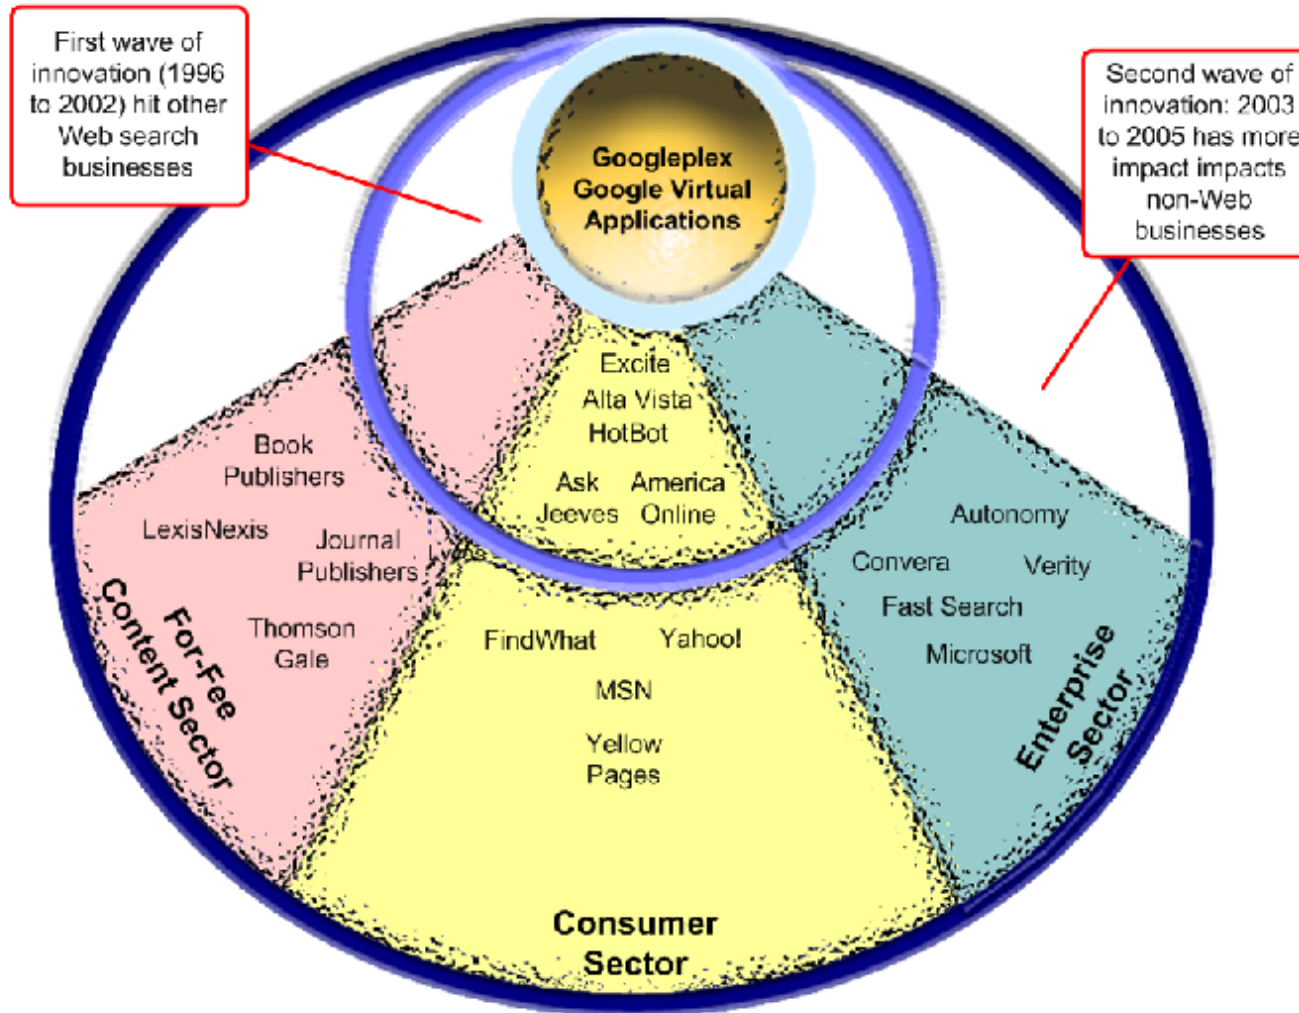 First wave of
innovation (1996
to 2002) hit other
Web search
businesses
Second wave of
innovation: 2003
to 2005 has more
impact impacts
non-Web
businesses
Googleplex
Google Virtual
Applications
Excite
Alta Vista
HotBot
Ask
Jeeves
America
Online
Book
Publishers
LexisNexis
Journal
Publishers
Thomson
Gale
For-Fee
Content Sector
FindWhat
Yahoo!
MSN
Yellow
Pages
Consumer
Sector
Autonomy
Convera
Verity
Fast Search
Microsoft
Enterprise
Sector